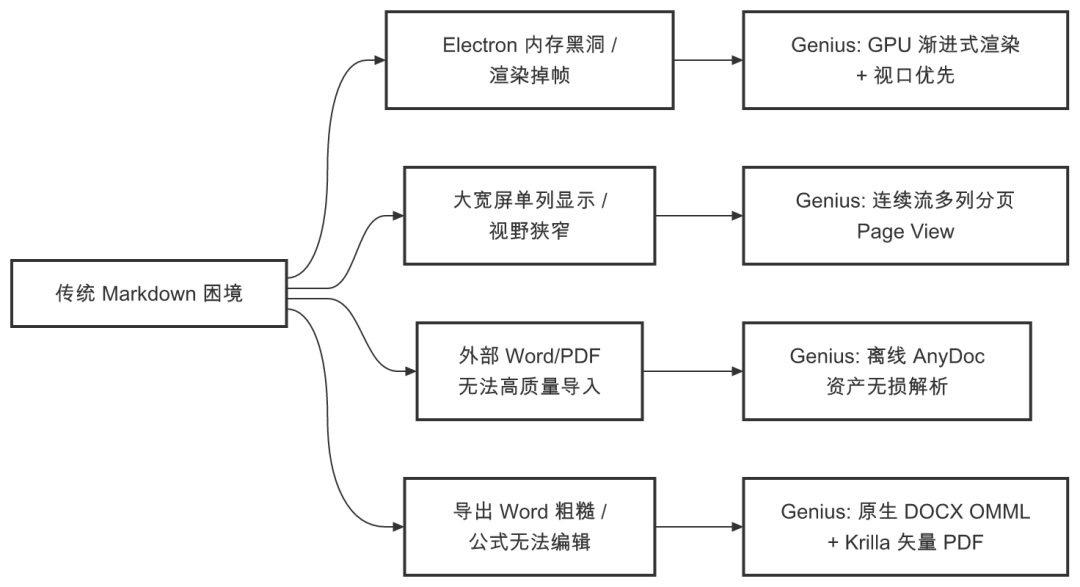 传统 Markdown 困境
Electron 内存黑洞 /
渲染掉帧
Genius: GPU 渐进式渲染
+ 视口优先
大宽屏单列显示 /
视野狭窄
Genius: 连续流多列分页
Page View
外部 Word/PDF
无法高质量导入
Genius: 离线 AnyDoc
资产无损解析
导出 Word 粗糙 /
公式无法编辑
Genius: 原生 DOCX OMML
+ Krilla 矢量 PDF